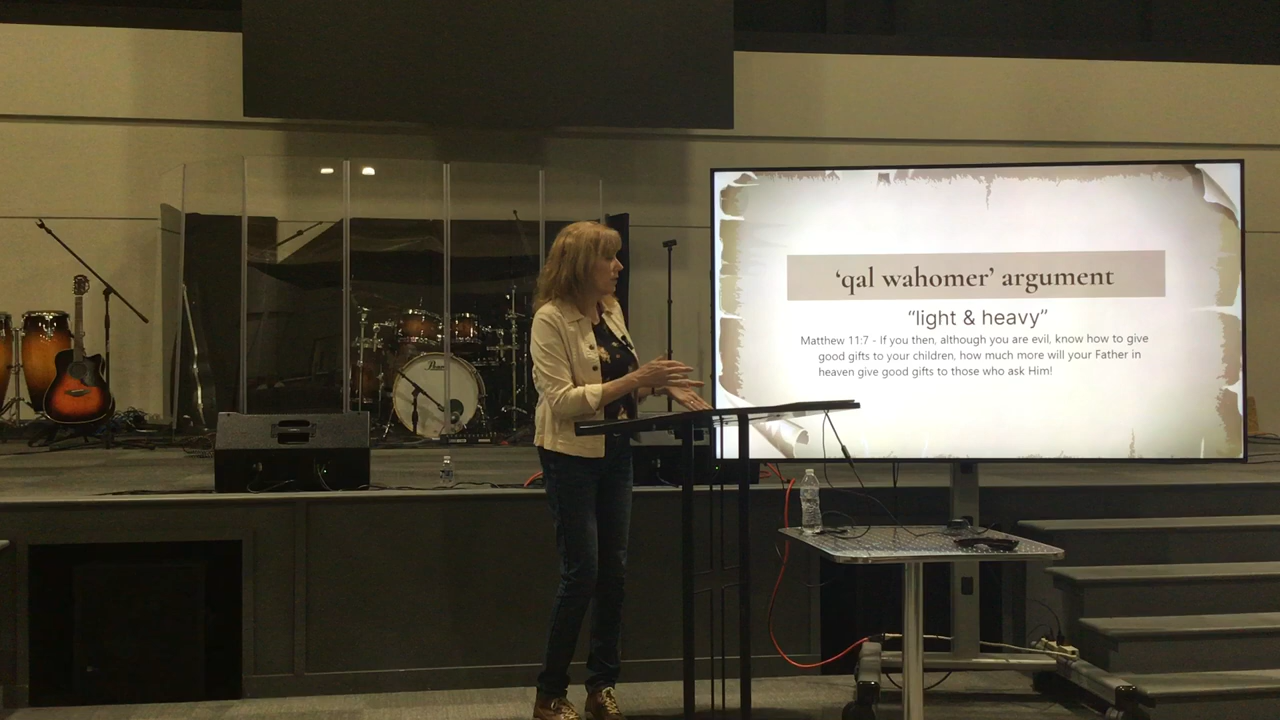 ‘qal wahomer’ argument
“light & heavy”
Matthew 11:7 - If you then, although you are evil, know how to give
good gifts to your children, how much more will your Father in
heaven give good gifts to those who ask Him!
Pearl